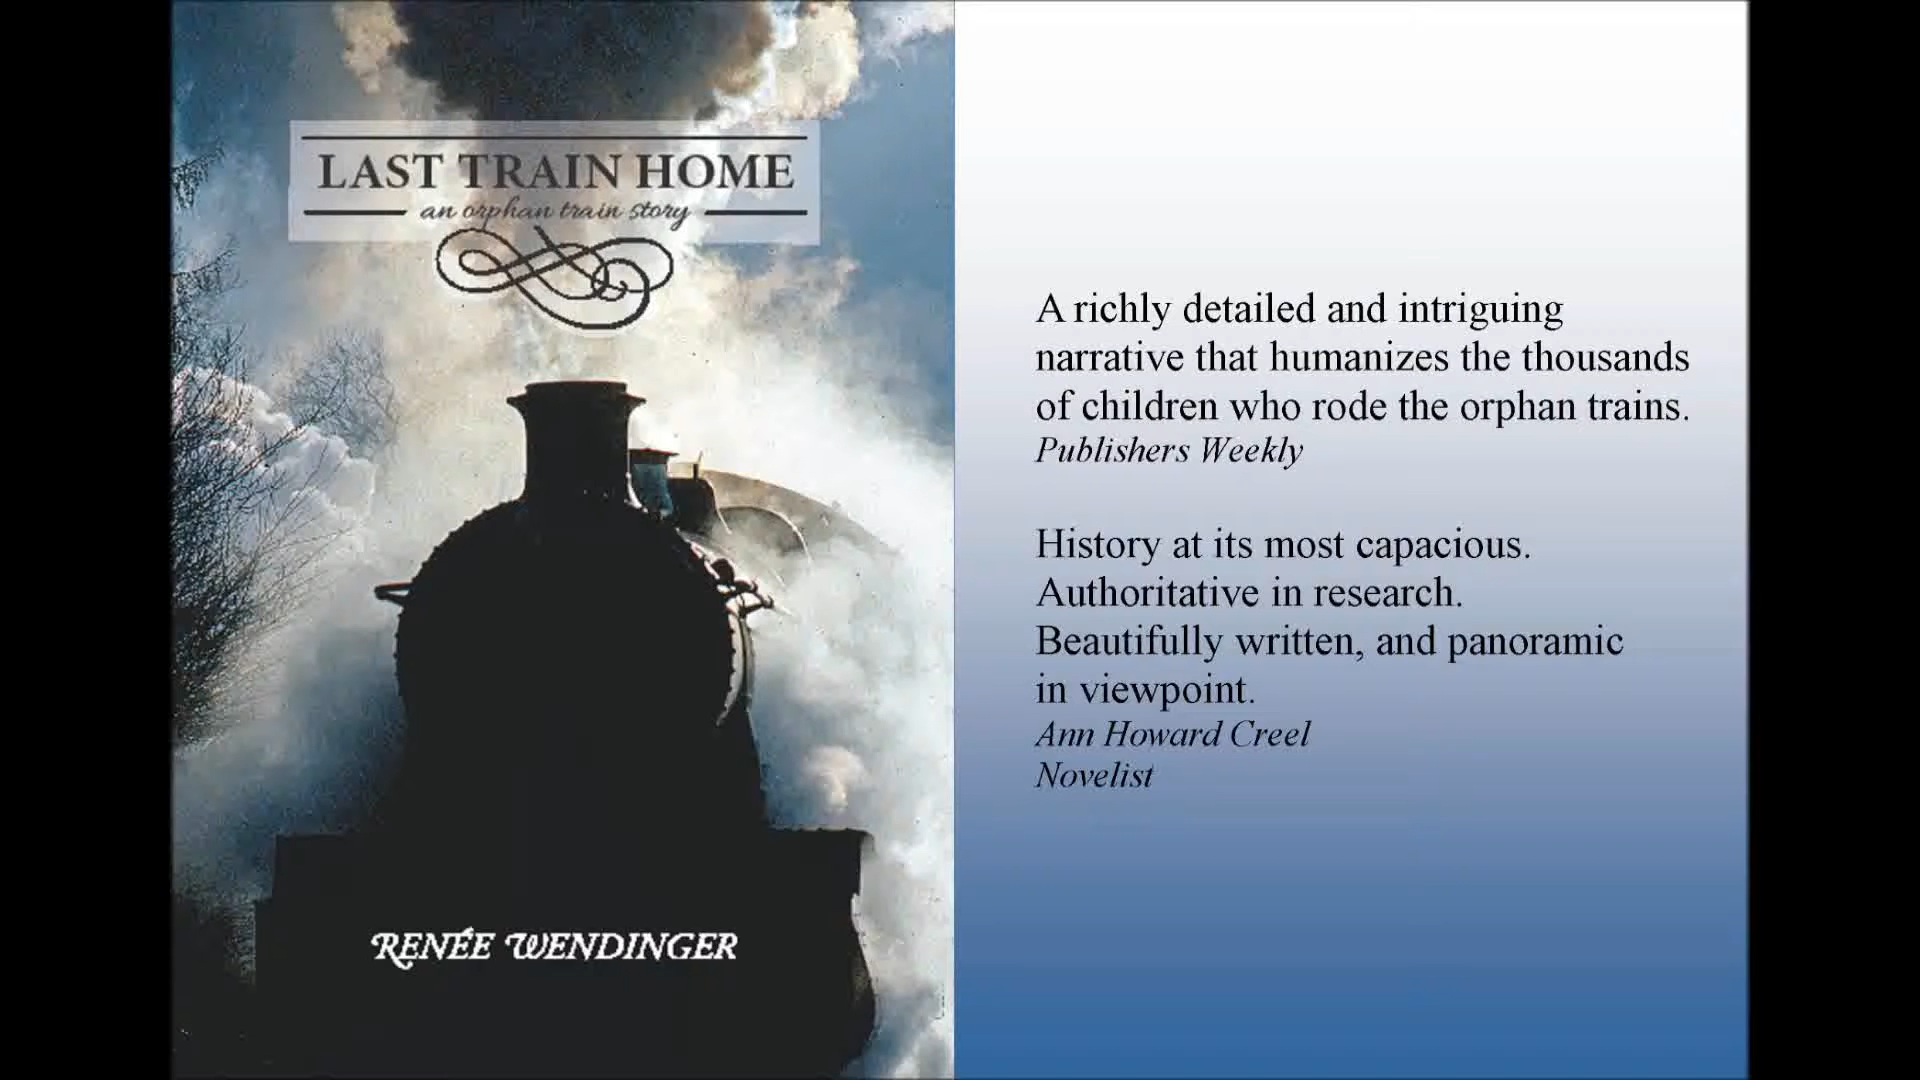 LAST TRAIN HOME
an orphan train story
RENÉE WENDINGER
A richly detailed and intriguing
narrative that humanizes the thousands
of children who rode the orphan trains.
Publishers Weekly
History at its most capacious.
Authoritative in research.
Beautifully written, and panoramic
in viewpoint.
Ann Howard Creel
Novelist